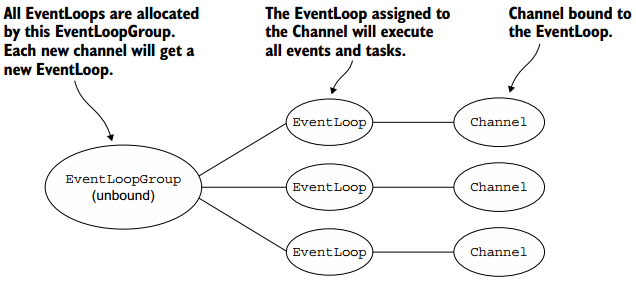 All EventLoops are allocated
by this EventLoopGroup.
Each new channel will get a
new EventLoop.
The EventLoop assigned to
the Channel will execute
all events and tasks.
Channel bound to
the EventLoop.
EventLoopGroup
(unbound)
EventLoop
Channel
EventLoop
Channel
EventLoop
Channel